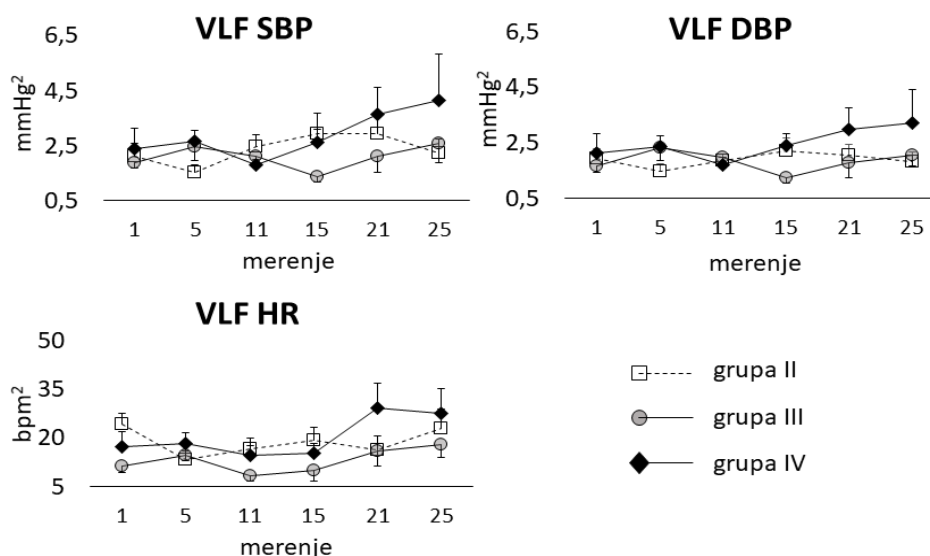 VLF SBP
mmHg²
6,5
4,5
2,5
0,5
1 5 11 15 21 25
merenje
VLF DBP
mmHg²
6,5
4,5
2,5
0,5
1 5 11 15 21 25
merenje
VLF HR
bpm²
50
35
20
5
1 5 11 15 21 25
merenje
grupa II
grupa III
grupa IV